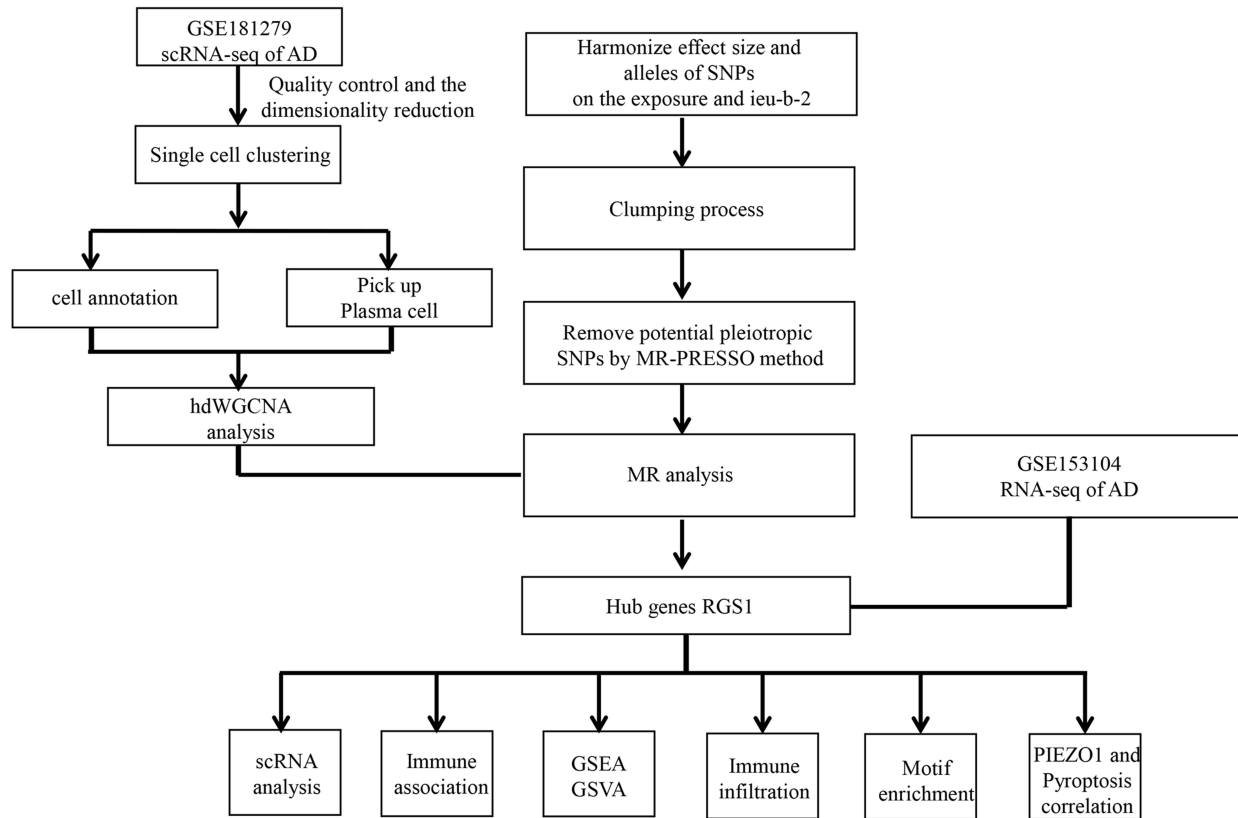 GSE181279
scRNA-seq of AD
Quality control and the
dimensionality reduction
Single cell clustering
cell annotation
Pick up
Plasma cell
hdWGCNA
analysis
Harmonize effect size and
alleles of SNPs
on the exposure and ieu-b-2
Clumping process
Remove potential pleiotropic
SNPs by MR-PRESSO method
MR analysis
GSE153104
RNA-seq of AD
Hub genes RGS1
scRNA
analysis
Immune
association
GSEA
GSVA
Immune
infiltration
Motif
enrichment
PIEZO1 and
Pyroptosis
correlation